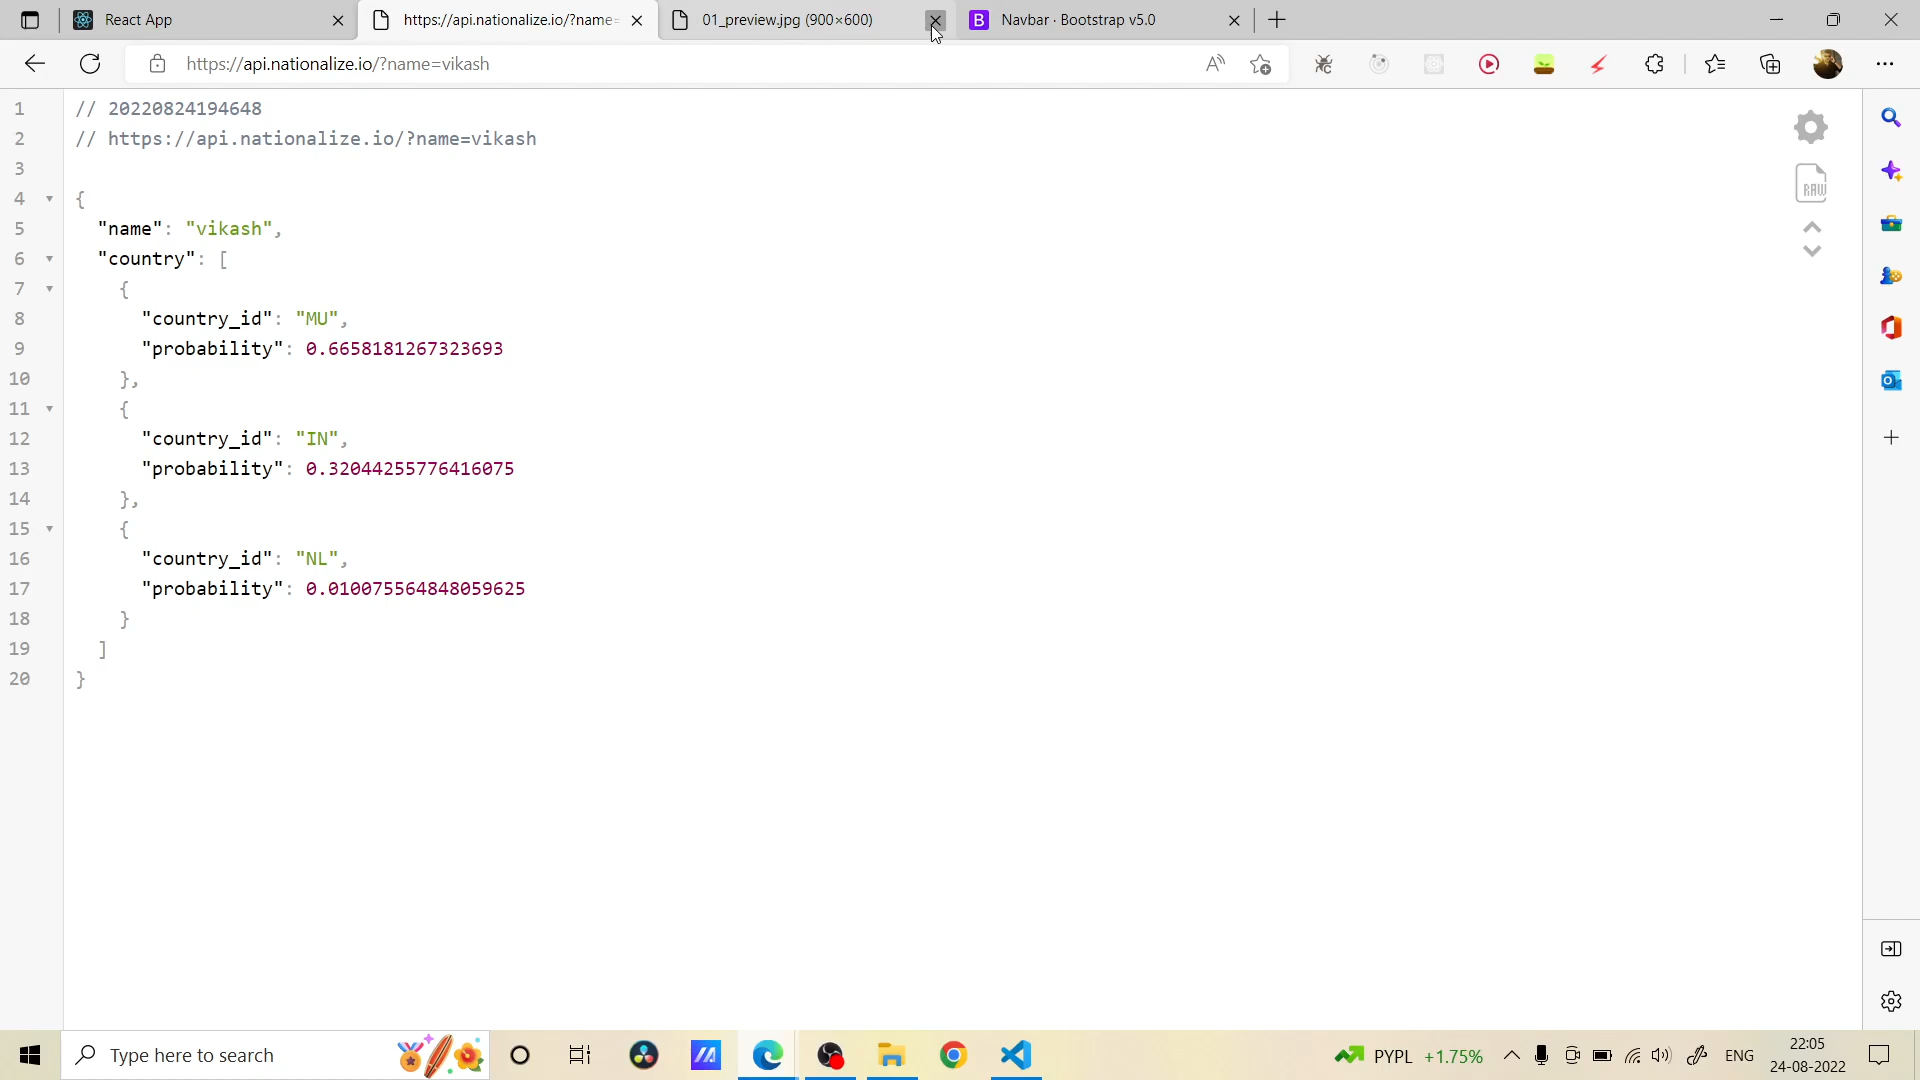 React App
https://api.nationalize.io/?name=
01_preview.jpg (900×600)
B
Navbar · Bootstrap v5.0
https://api.nationalize.io/?name=vikash
1 // 20220824194648
2 // https://api.nationalize.io/?name=vikash
3
4 {
5 "name": "vikash",
6 "country": [
7 {
8 "country_id": "MU",
9 "probability": 0.6658181267323693
10 },
11 {
12 "country_id": "IN",
13 "probability": 0.32044255776416075
14 },
15 {
16 "country_id": "NL",
17 "probability": 0.010075564848059625
18 }
19 ]
20 }
RAW
Type here to search
PYPL +1.75%
ENG
22:05
24-08-2022